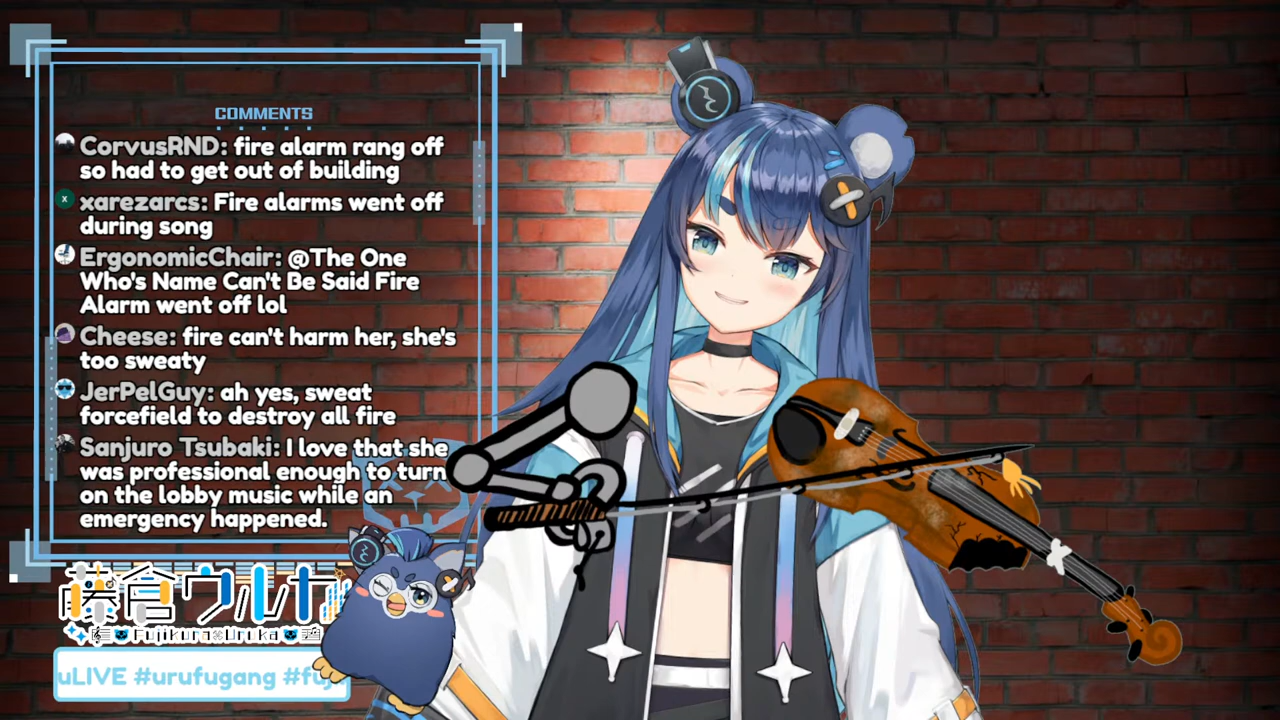 COMMENTS
CorvusRND: fire alarm rang off
so had to get out of building
x
xarezarcs: Fire alarms went off
during song
ErgonomicChair: @The One
Who's Name Can't Be Said Fire
Alarm went off lol
Cheese: fire can't harm her, she's
too sweaty
JerPelGuy: ah yes, sweat
forcefield to destroy all fire
Sanjuro Tsubaki: I love that she
was professional enough to turn
on the lobby music while an
emergency happened.
藤倉ウルカ
Fujikura Uruka
uLIVE #urufugang #fuj